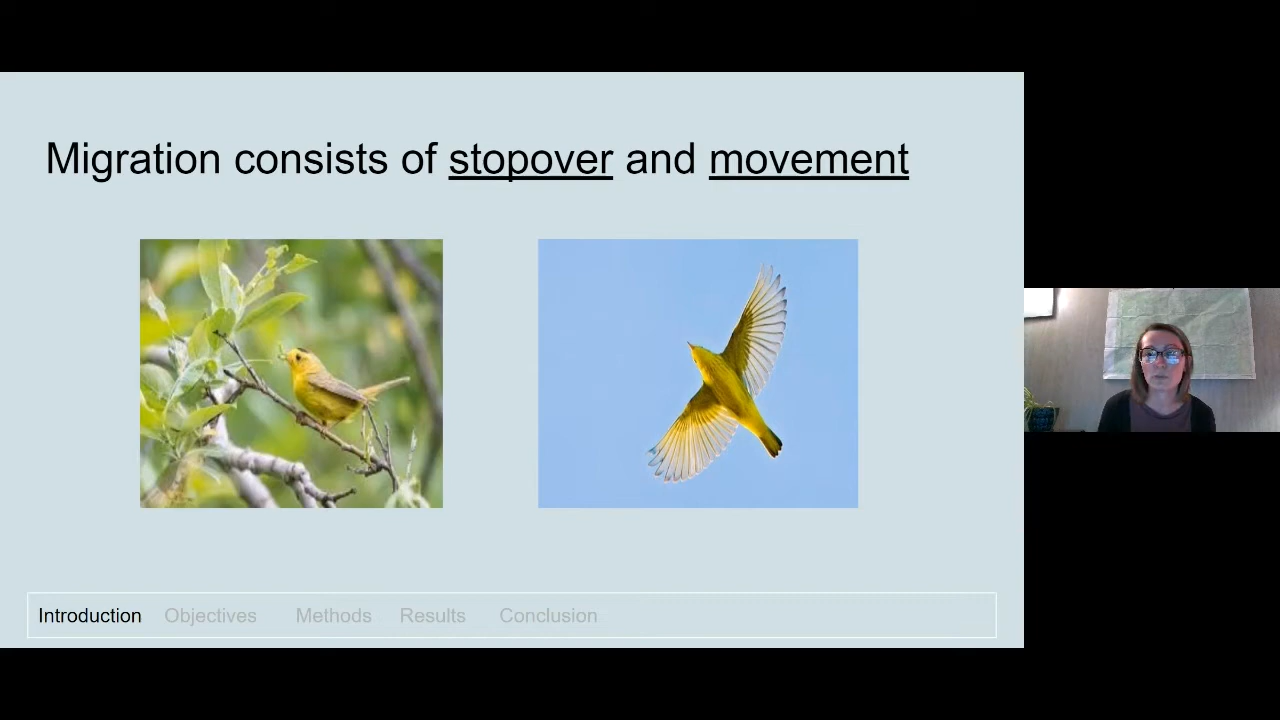 Migration consists of stopover and movement
Introduction Objectives Methods Results Conclusion